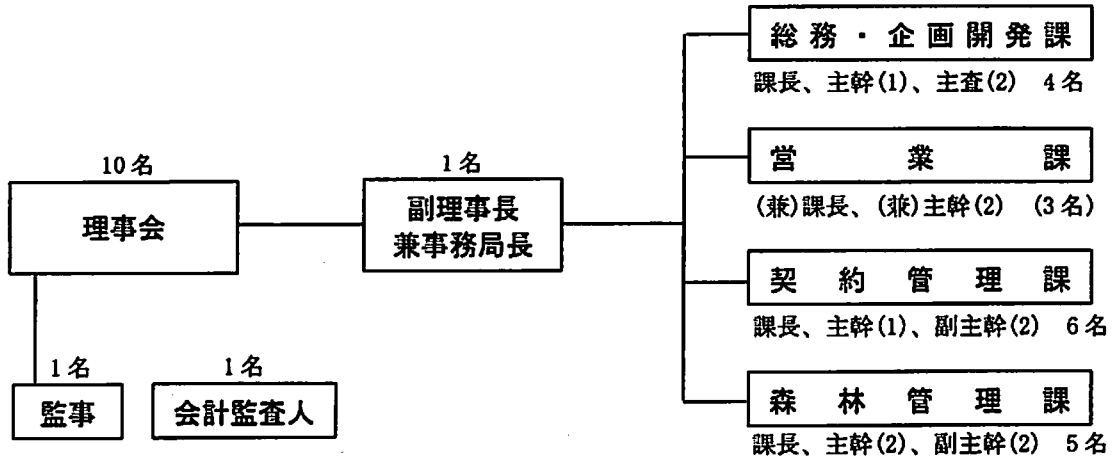 総務・企画開発課
課長、主幹(1)、主査(2) 4名
10名
理事会
1名
副理事長
兼事務局長
営業課
(兼)課長、(兼)主幹(2) (3名)
契約管理課
課長、主幹(1)、副主幹(2) 6名
1名
監事
1名
会計監査人
森林管理課
課長、主幹(2)、副主幹(2) 5名